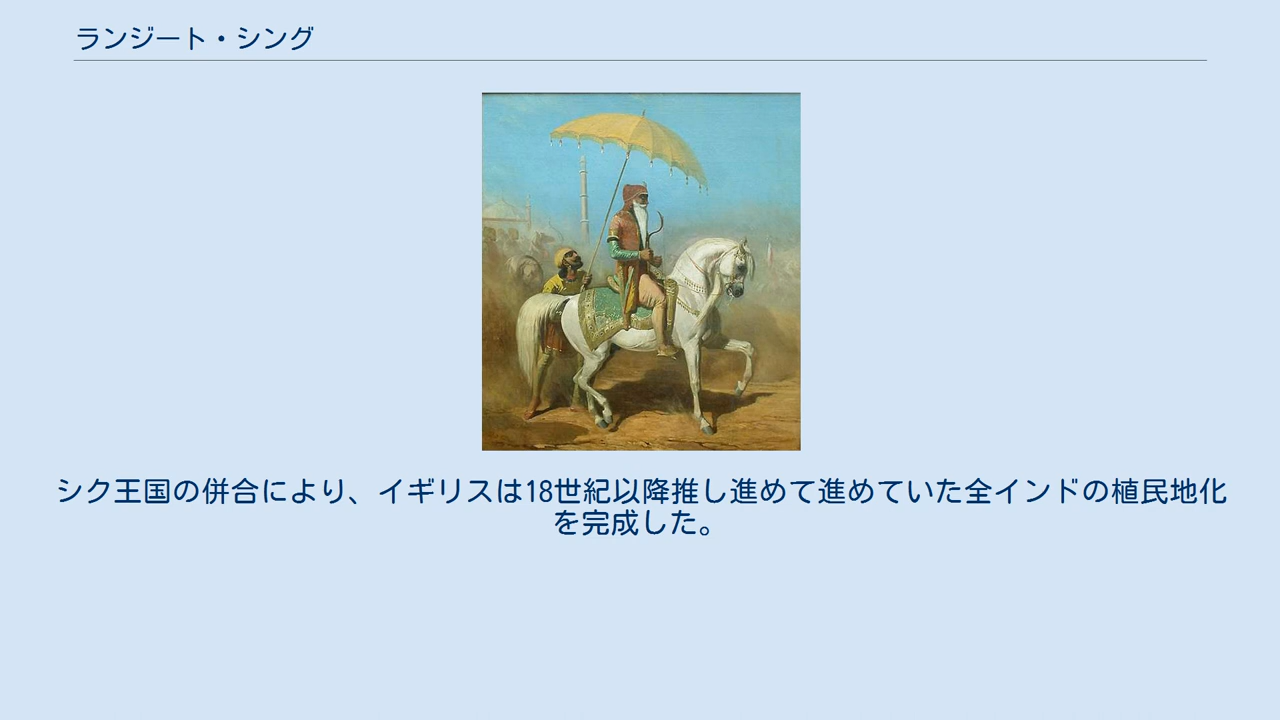 ランジート・シング
シク王国の併合により、イギリスは18世紀以降推し進めて進めていた全インドの植民地化
を完成した。